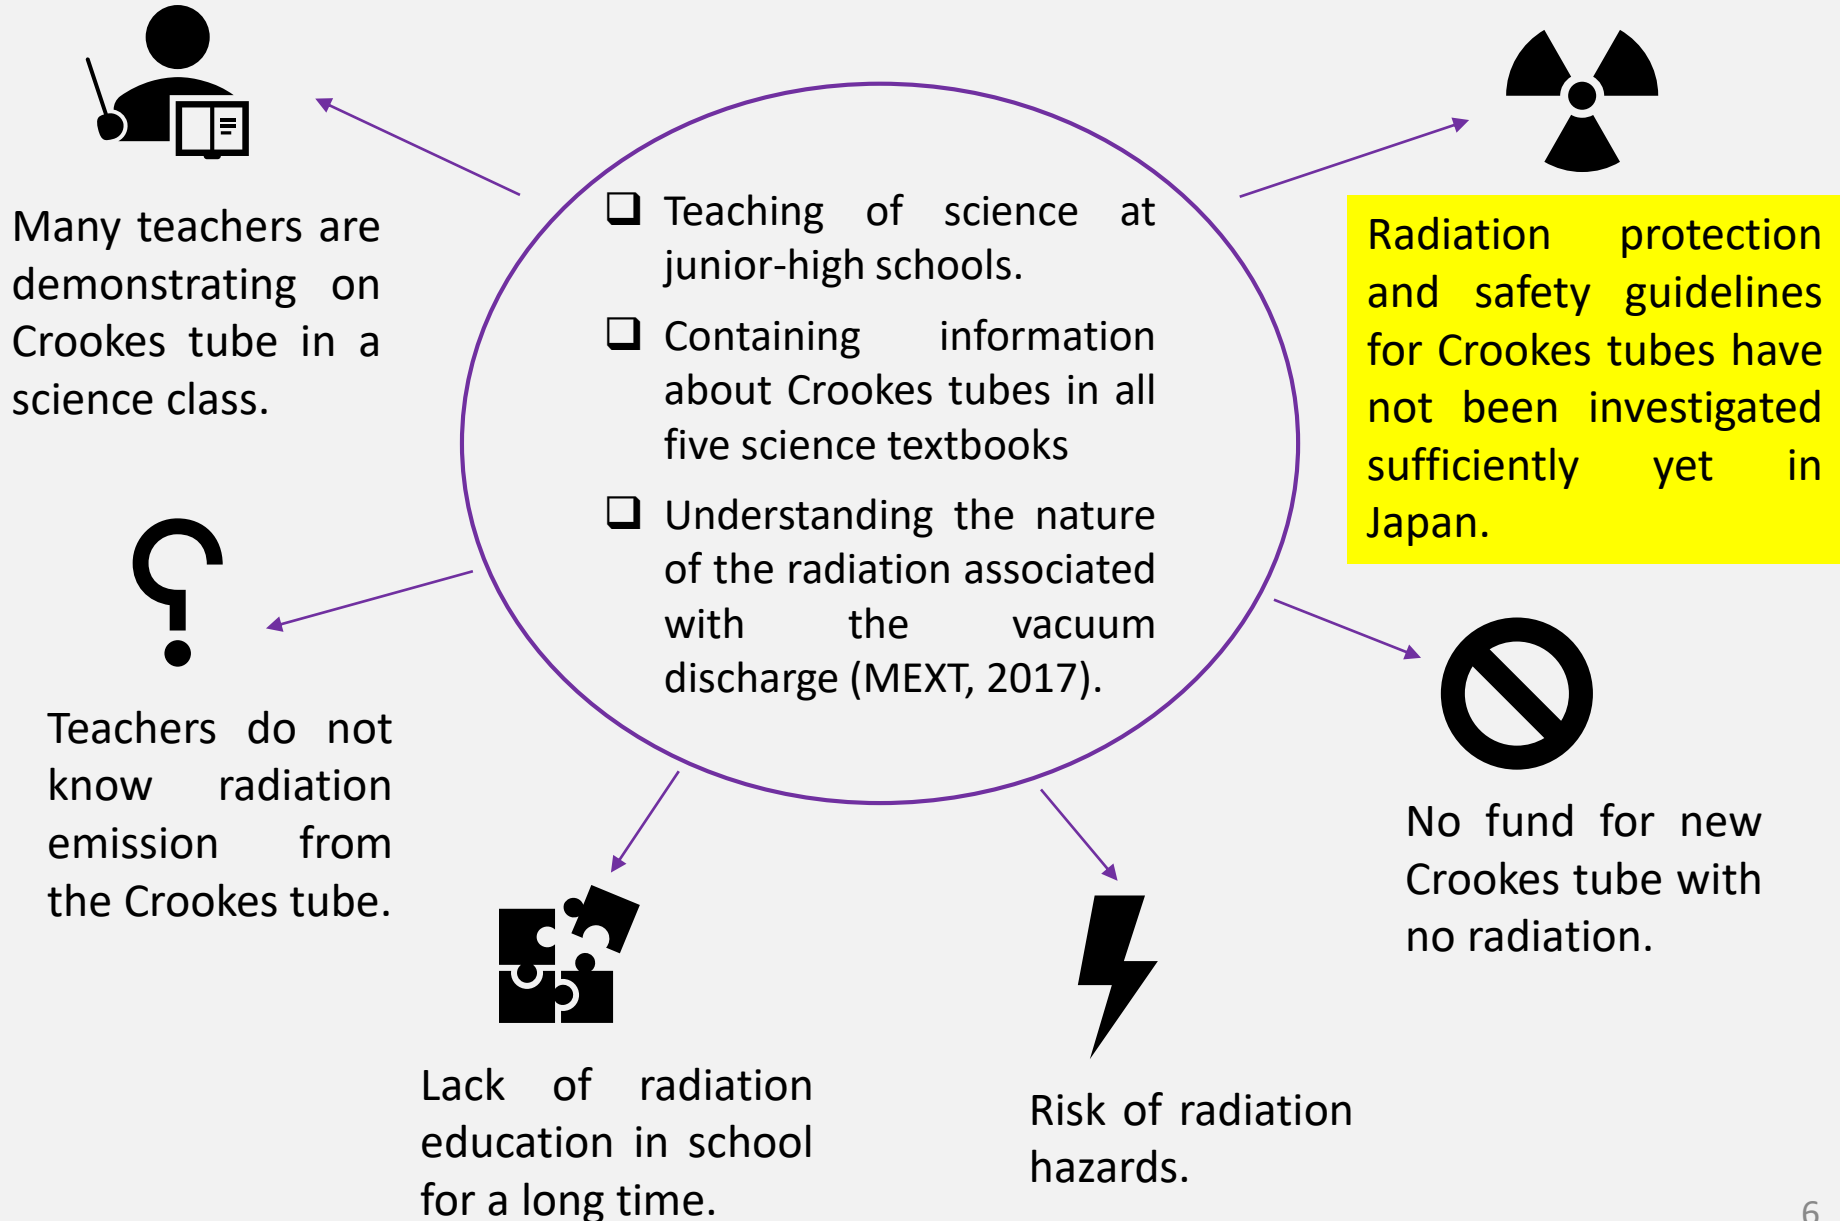 Many teachers are
demonstrating on
Crookes tube in a
science class.
Teaching of science at
junior-high schools.
Containing information
about Crookes tubes in all
five science textbooks
Understanding the nature
of the radiation associated
with the vacuum
discharge (MEXT, 2017).
Radiation protection
and safety guidelines
for Crookes tubes have
not been investigated
sufficiently yet in
Japan.
Teachers do not
know radiation
emission from
the Crookes tube.
No fund for new
Crookes tube with
no radiation.
Lack of radiation
education in school
for a long time.
Risk of radiation
hazards.
6